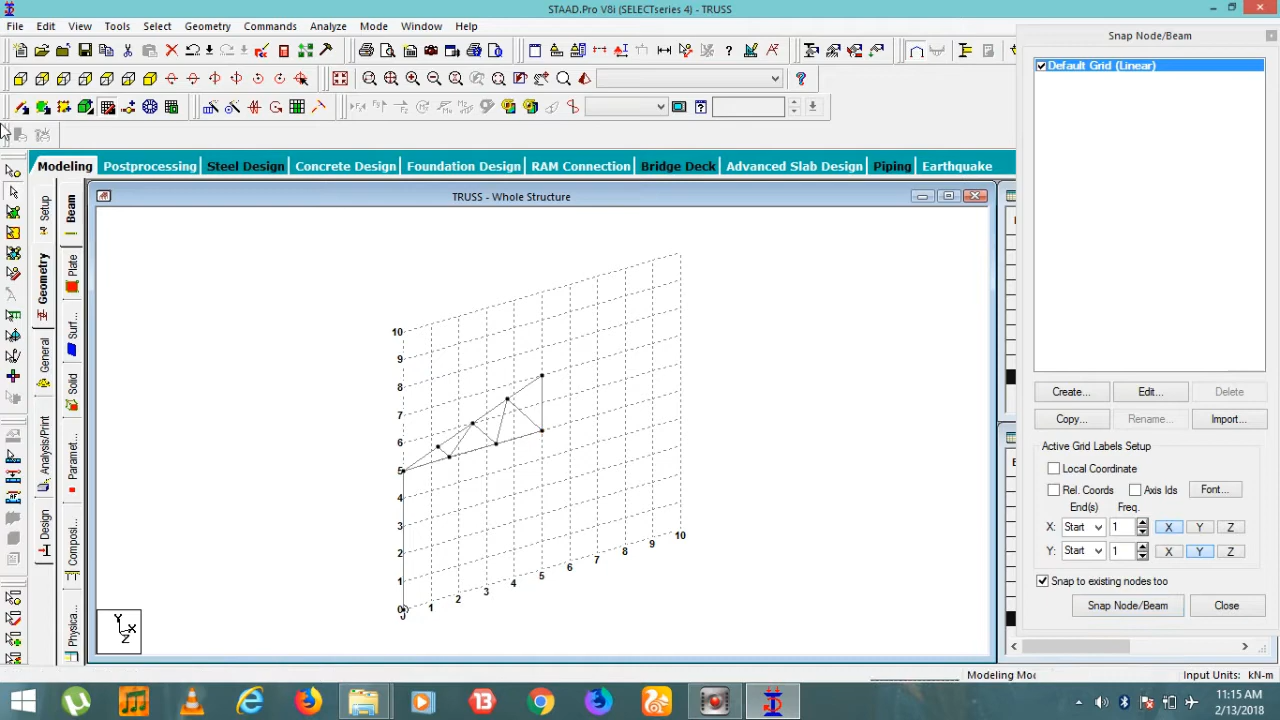 STAAD.Pro V8i (SELECTseries 4) - TRUSS
File Edit View Tools Select Geometry Commands Analyze Mode Window Help
Snap Node/Beam
Default Grid (Linear)
Modeling Postprocessing Steel Design Concrete Design Foundation Design RAM Connection Bridge Deck Advanced Slab Design Piping Earthquake
Setup
Geometry
General
Analysis/Print
Design
Beam
Plate
Surf...
Solid
Paramet...
Composi...
Physica...
TRUSS - Whole Structure
10
9
8
7
6
5
4
3
2
1
0
1 2 3 4 5 6 7 8 9 10
Y
X
Z
Create... Edit... Delete
Copy... Rename... Import...
Active Grid Labels Setup
Local Coordinate
Rel. Coords Axis Ids Font...
End(s) Freq.
X: Start 1 X Y Z
Y: Start 1 X Y Z
Snap to existing nodes too
Snap Node/Beam Close
Modeling Mod Input Units: kN-m
13
11:15 AM
2/13/2018